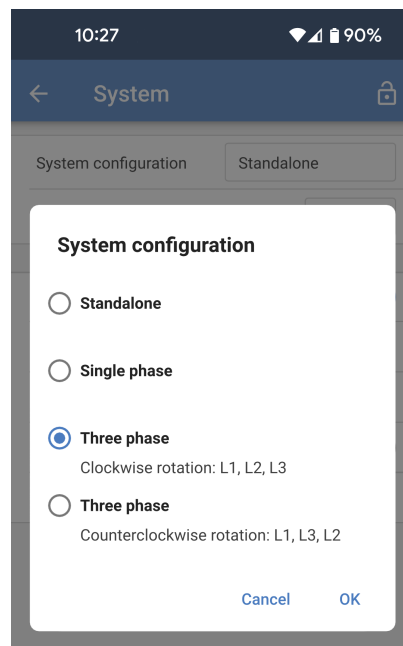 10:27
90%
System
System configuration
Standalone
System configuration
Standalone
Single phase
Three phase
Clockwise rotation: L1, L2, L3
Three phase
Counterclockwise rotation: L1, L3, L2
Cancel OK